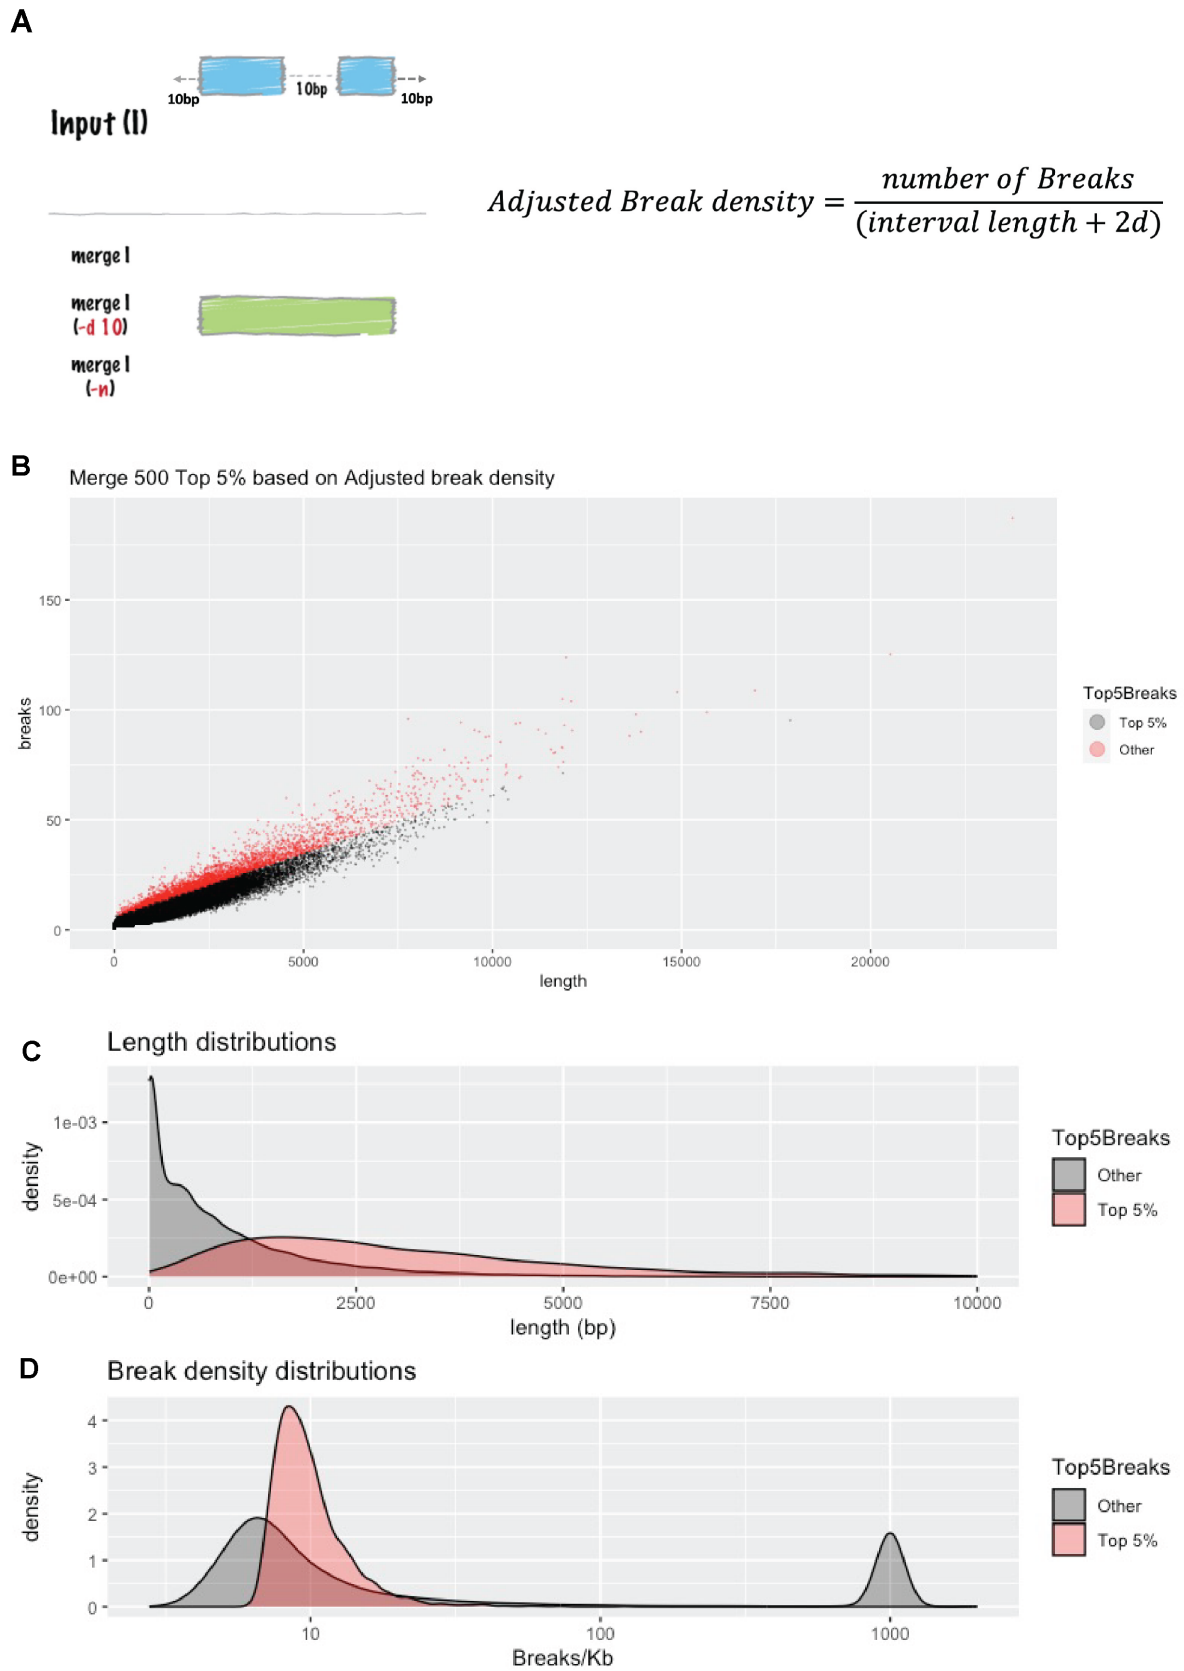 A
10bp
10bp
10bp
Input (I)
Adjusted Break density = number of Breaks / (interval length + 2d)
merge I
merge I
(-d 10)
merge I
(-n)
B
Merge 500 Top 5% based on Adjusted break density
150
100
50
0
breaks
0 5000 10000 15000 20000
length
Top5Breaks
Top 5%
Other
C
Length distributions
1e-03
5e-04
0e+00
density
0 2500 5000 7500 10000
length (bp)
Top5Breaks
Other
Top 5%
D
Break density distributions
4
3
2
1
0
density
10 100 1000
Breaks/Kb
Top5Breaks
Other
Top 5%